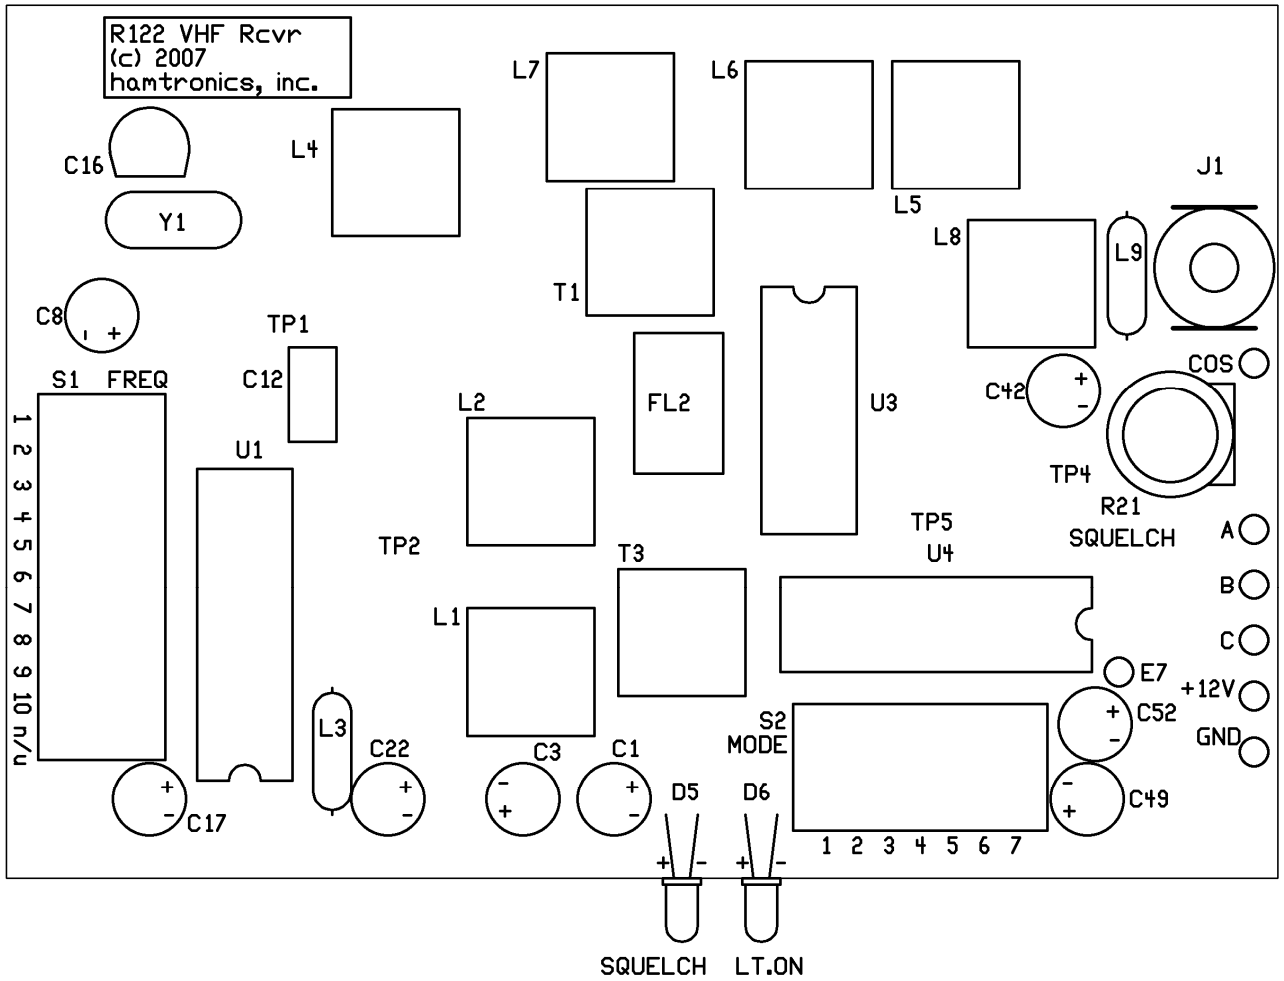 R122 VHF Rcvr
(c) 2007
hamtronics, inc.
L7
L6
L4
C16
J1
Y1
L5
L8
L9
T1
C8
- +
TP1
COS
S1 FREQ
C12
C42
+
-
L2
FL2
U3
1
2
3
4
5
6
7
8
9
10
n/u
U1
TP4
R21
SQUELCH
TP5
U4
A
TP2
T3
B
L1
C
E7
+12V
C52
+
-
GND
L3
S2
MODE
C22
+
-
C3
-
+
C1
+
-
D5
D6
C49
-
+
C17
+
-
1 2 3 4 5 6 7
+ -
+ -
SQUELCH
LT.ON